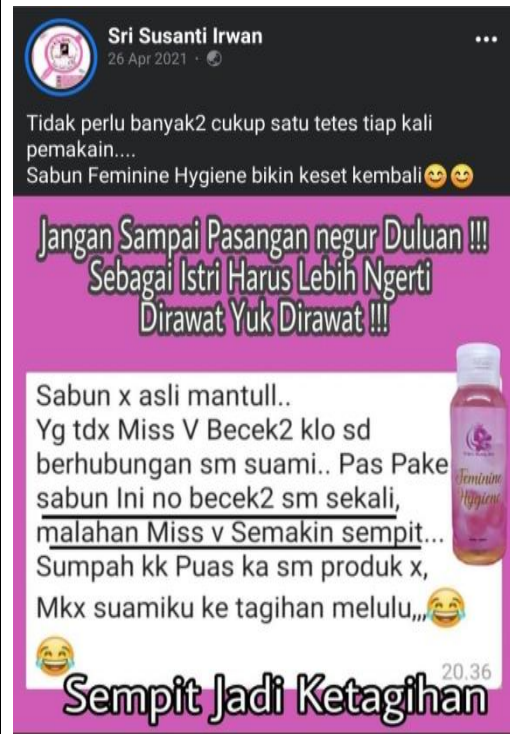 Sri Susanti Irwan
26 Apr 2021 ·
Tidak perlu banyak2 cukup satu tetes tiap kali
pemakain....
Sabun Feminine Hygiene bikin keset kembali😊😊
Jangan Sampai Pasangan negur Duluan !!!
Sebagai Istri Harus Lebih Ngerti
Dirawat Yuk Dirawat !!!
Sabun x asli mantull..
Yg tdx Miss V Becek2 klo sd
berhubungan sm suami.. Pas Pake
sabun Ini no becek2 sm sekali,
malahan Miss v Semakin sempit...
Sumpah kk Puas ka sm produk x,
Mkx suamiku ke tagihan melulu,,,😂
😂
20.36
Feminine
Hygiene
Sempit Jadi Ketagihan